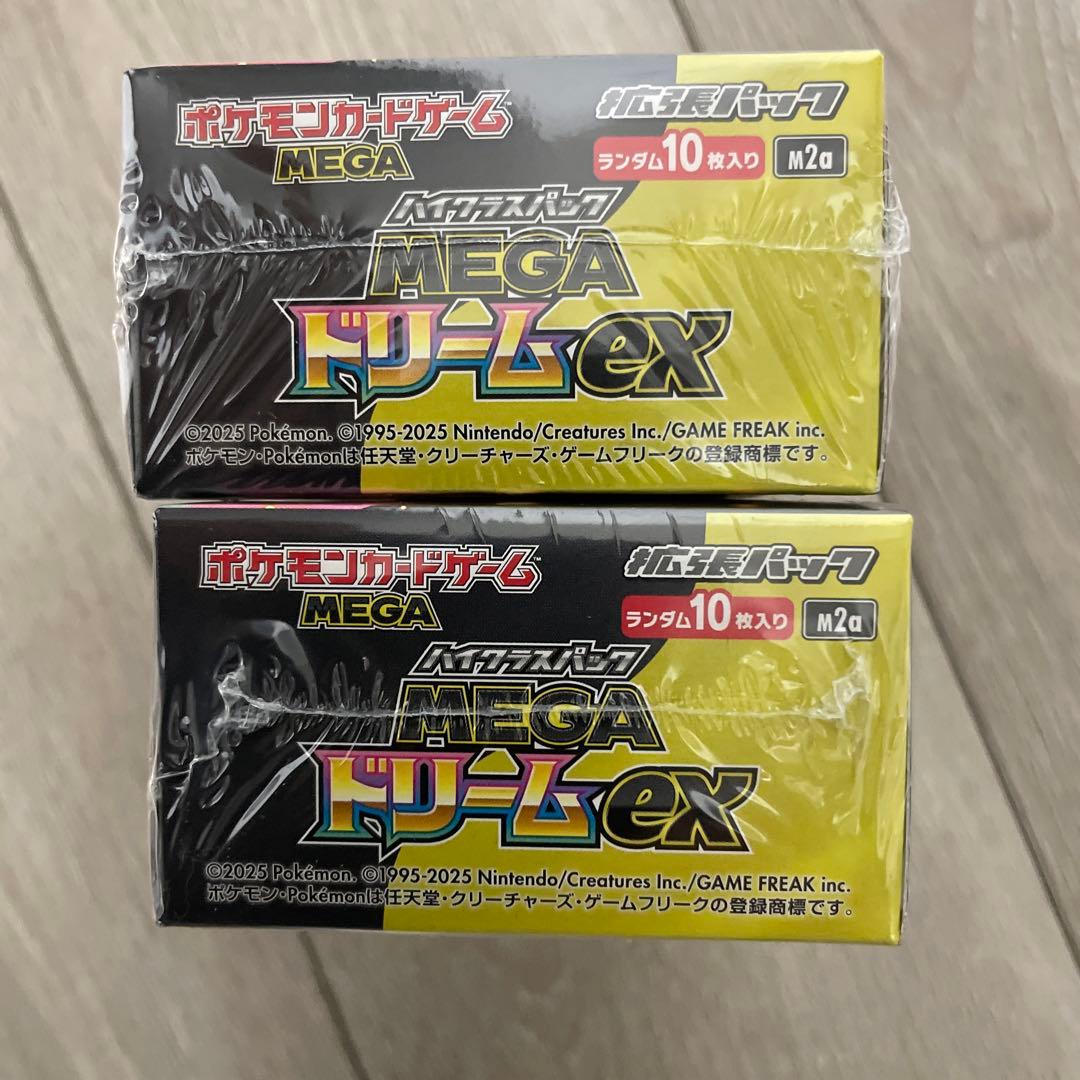 ポケモンカードゲーム™
MEGA
拡張パック
ランダム10枚入り M2a
ハイクラスパック
MEGA
ドリームex
©2025 Pokémon. ©1995-2025 Nintendo/Creatures Inc./GAME FREAK inc.
ポケモン・Pokémonは任天堂・クリーチャーズ・ゲームフリークの登録商標です。
ポケモンカードゲーム™
MEGA
拡張パック
ランダム10枚入り M2a
ハイクラスパック
MEGA
ドリームex
©2025 Pokémon. ©1995-2025 Nintendo/Creatures Inc./GAME FREAK inc.
ポケモン・Pokémonは任天堂・クリーチャーズ・ゲームフリークの登録商標です。